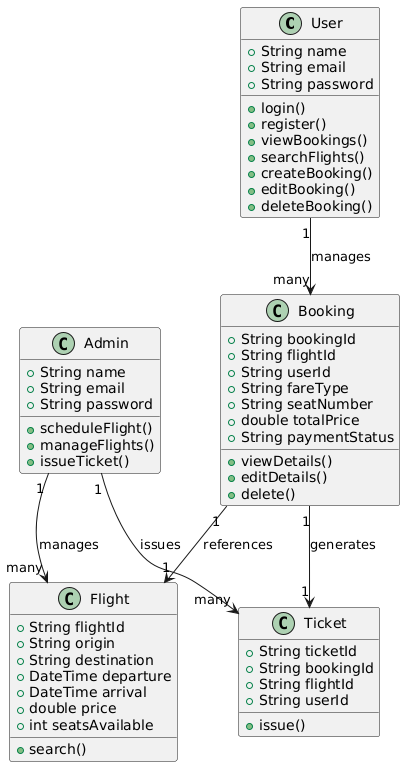 C User
String name
String email
String password
login()
register()
viewBookings()
searchFlights()
createBooking()
editBooking()
deleteBooking()
1
manages
many
C Booking
String bookingId
String flightId
String userId
String fareType
String seatNumber
double totalPrice
String paymentStatus
viewDetails()
editDetails()
delete()
C Admin
String name
String email
String password
scheduleFlight()
manageFlights()
issueTicket()
1
manages
many
1
issues
many
1
references
1
1
generates
1
C Flight
String flightId
String origin
String destination
DateTime departure
DateTime arrival
double price
int seatsAvailable
search()
C Ticket
String ticketId
String bookingId
String flightId
String userId
issue()